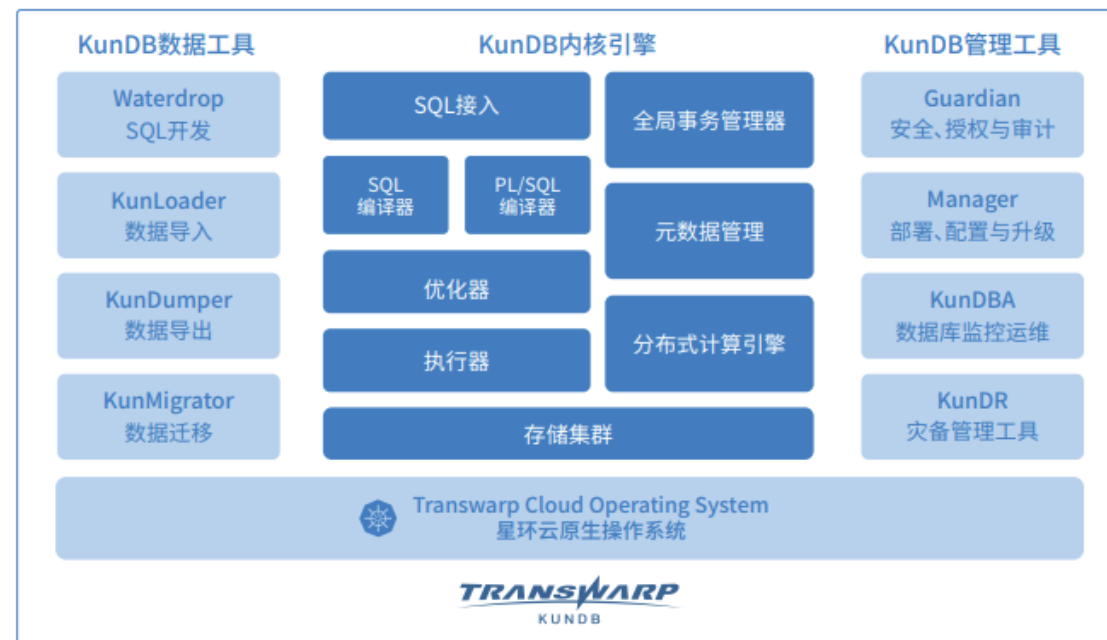 KunDB数据工具
Waterdrop
SQL开发
KunLoader
数据导入
KunDumper
数据导出
KunMigrator
数据迁移
KunDB内核引擎
SQL接入
SQL
编译器
PL/SQL
编译器
优化器
执行器
全局事务管理器
元数据管理
分布式计算引擎
存储集群
KunDB管理工具
Guardian
安全、授权与审计
Manager
部署、配置与升级
KunDBA
数据库监控运维
KunDR
灾备管理工具
Transwarp Cloud Operating System
星环云原生操作系统
TRANSWARP
KUNDB